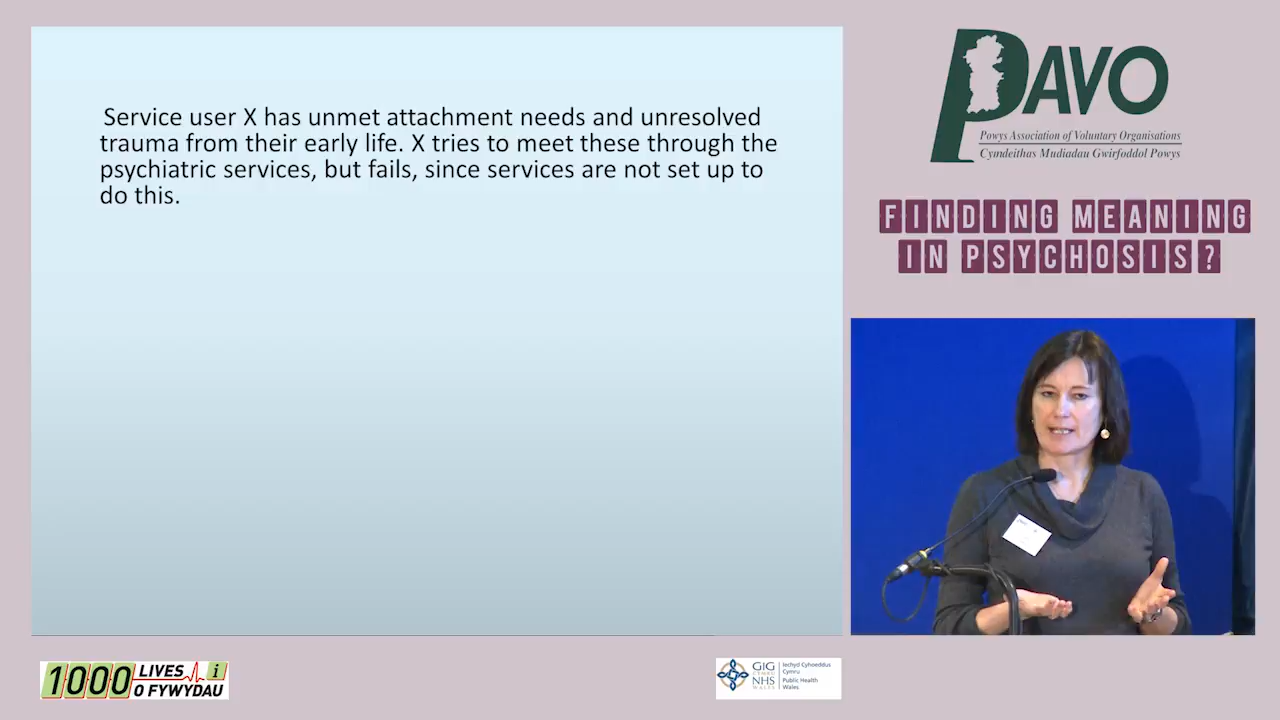 Service user X has unmet attachment needs and unresolved
trauma from their early life. X tries to meet these through the
psychiatric services, but fails, since services are not set up to
do this.
PAVO
Powys Association of Voluntary Organisations
Cymdeithas Mudiadau Gwirfoddol Powys
FINDING MEANING
IN PSYCHOSIS?
1000 LIVES i
O FYWYDAU
GIG
CYMRU
NHS
WALES
Iechyd Cyhoeddus
Cymru
Public Health
Wales